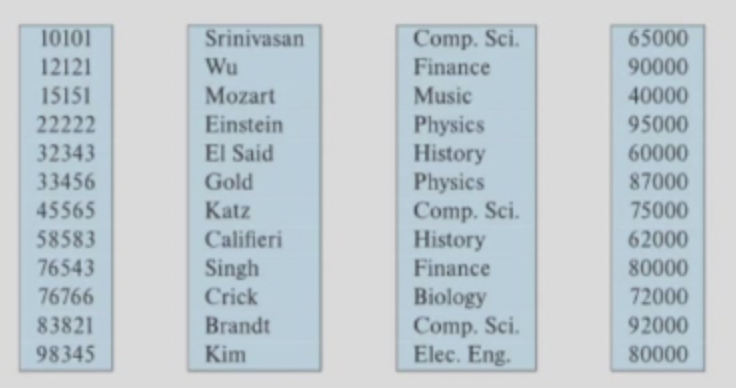 10101 Srinivasan Comp. Sci. 65000
12121 Wu Finance 90000
15151 Mozart Music 40000
22222 Einstein Physics 95000
32343 El Said History 60000
33456 Gold Physics 87000
45565 Katz Comp. Sci. 75000
58583 Califieri History 62000
76543 Singh Finance 80000
76766 Crick Biology 72000
83821 Brandt Comp. Sci. 92000
98345 Kim Elec. Eng. 80000